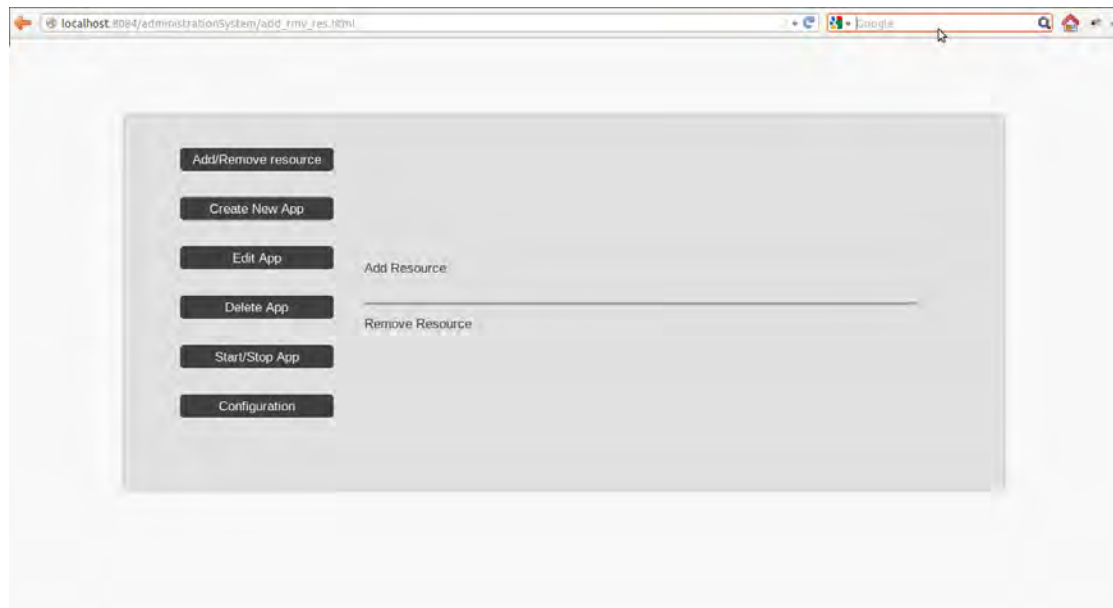 localhost:8084/administrationSystem/add_rmv_res.html
Google
Add/Remove resource
Create New App
Edit App
Delete App
Start/Stop App
Configuration
Add Resource
Remove Resource